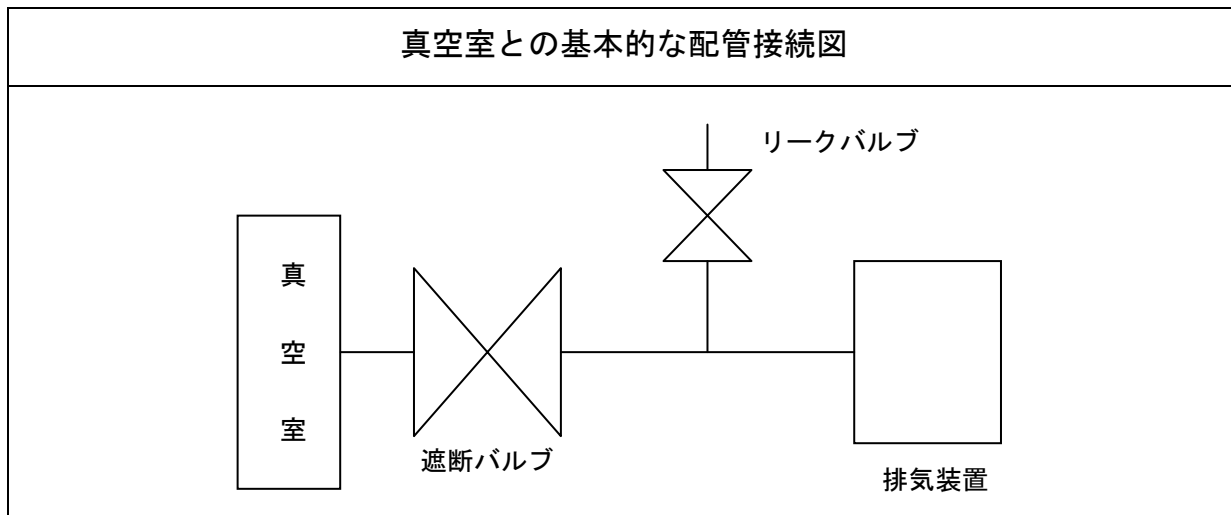 真空室との基本的な配管接続図
リークバルブ
真
空
室
遮断バルブ
排気装置